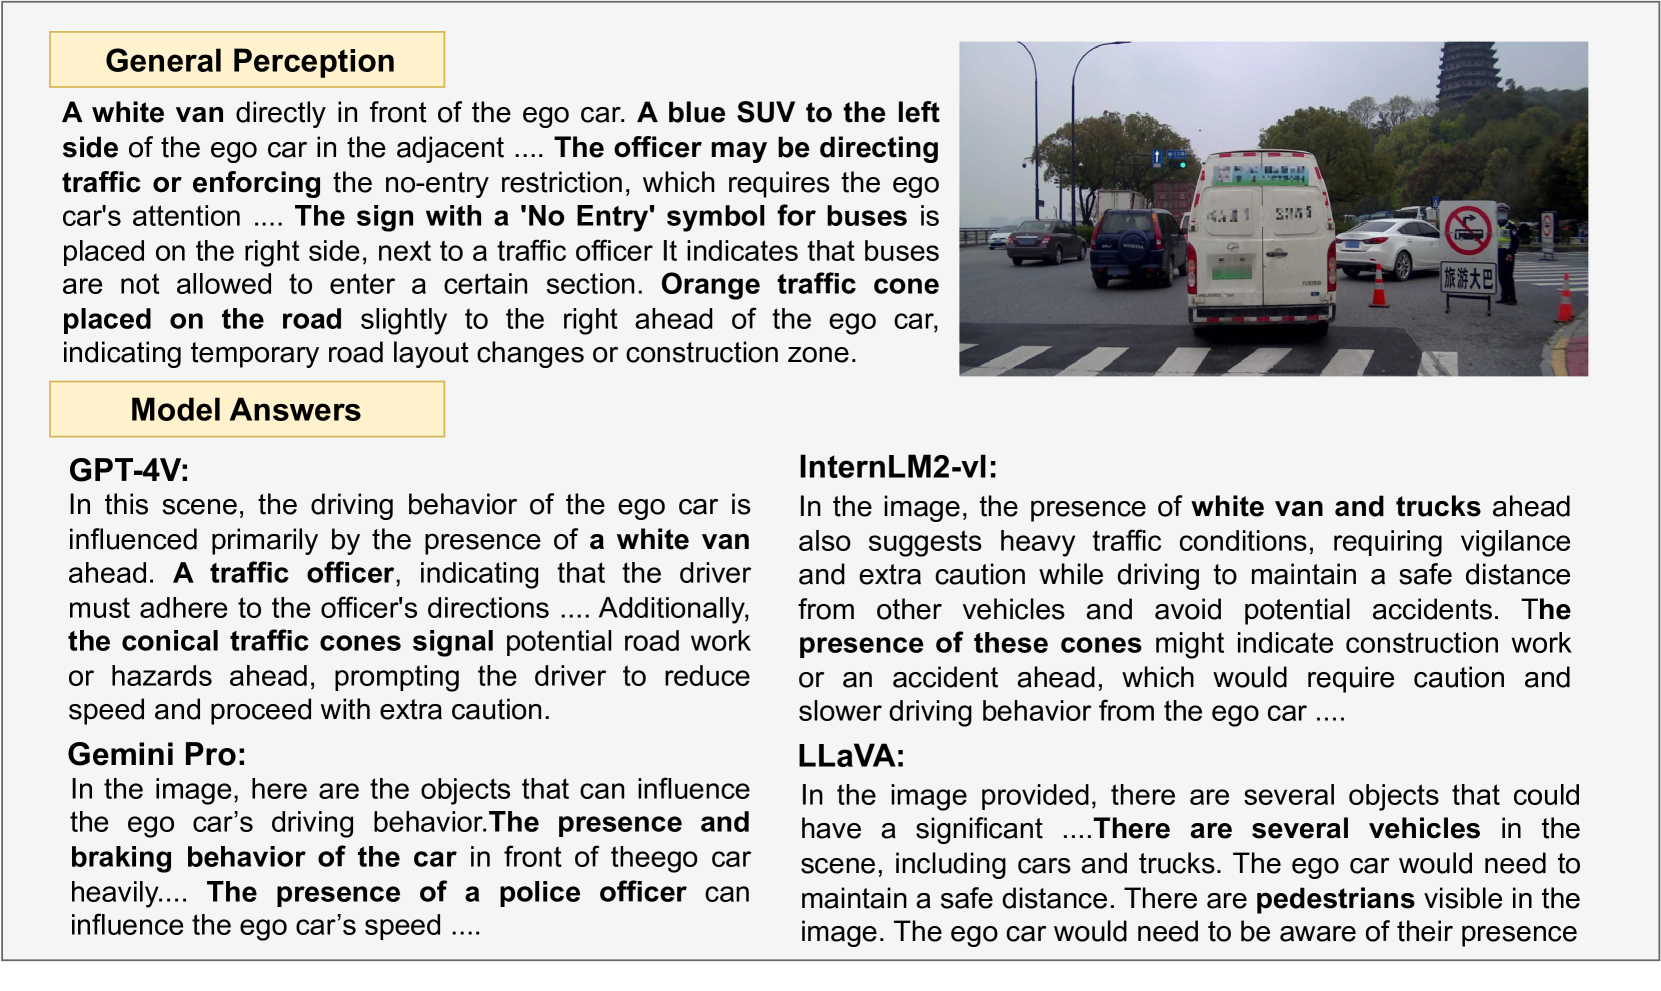 General Perception
A white van directly in front of the ego car. A blue SUV to the left
side of the ego car in the adjacent .... The officer may be directing
traffic or enforcing the no-entry restriction, which requires the ego
car's attention .... The sign with a 'No Entry' symbol for buses is
placed on the right side, next to a traffic officer It indicates that buses
are not allowed to enter a certain section. Orange traffic cone
placed on the road slightly to the right ahead of the ego car,
indicating temporary road layout changes or construction zone.
HONDA
旅游大巴
Model Answers
GPT-4V:
In this scene, the driving behavior of the ego car is
influenced primarily by the presence of a white van
ahead. A traffic officer, indicating that the driver
must adhere to the officer's directions .... Additionally,
the conical traffic cones signal potential road work
or hazards ahead, prompting the driver to reduce
speed and proceed with extra caution.
Gemini Pro:
In the image, here are the objects that can influence
the ego car’s driving behavior.The presence and
braking behavior of the car in front of theego car
heavily.... The presence of a police officer can
influence the ego car’s speed ....
InternLM2-vl:
In the image, the presence of white van and trucks ahead
also suggests heavy traffic conditions, requiring vigilance
and extra caution while driving to maintain a safe distance
from other vehicles and avoid potential accidents. The
presence of these cones might indicate construction work
or an accident ahead, which would require caution and
slower driving behavior from the ego car ....
LLaVA:
In the image provided, there are several objects that could
have a significant ....There are several vehicles in the
scene, including cars and trucks. The ego car would need to
maintain a safe distance. There are pedestrians visible in the
image. The ego car would need to be aware of their presence